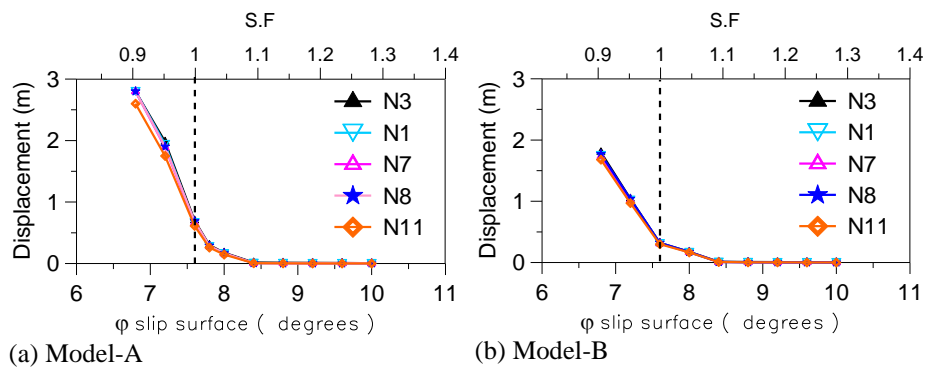 S.F
0.9 1 1.1 1.2 1.3 1.4
Displacement (m)
3
2
1
0
N3
N1
N7
N8
N11
6 7 8 9 10 11
φ slip surface ( degrees )
(a) Model-A
S.F
0.8 0.9 1 1.1 1.2 1.3 1.4
Displacement (m)
3
2
1
0
N3
N1
N7
N8
N11
6 7 8 9 10 11
φ slip surface ( degrees )
(b) Model-B